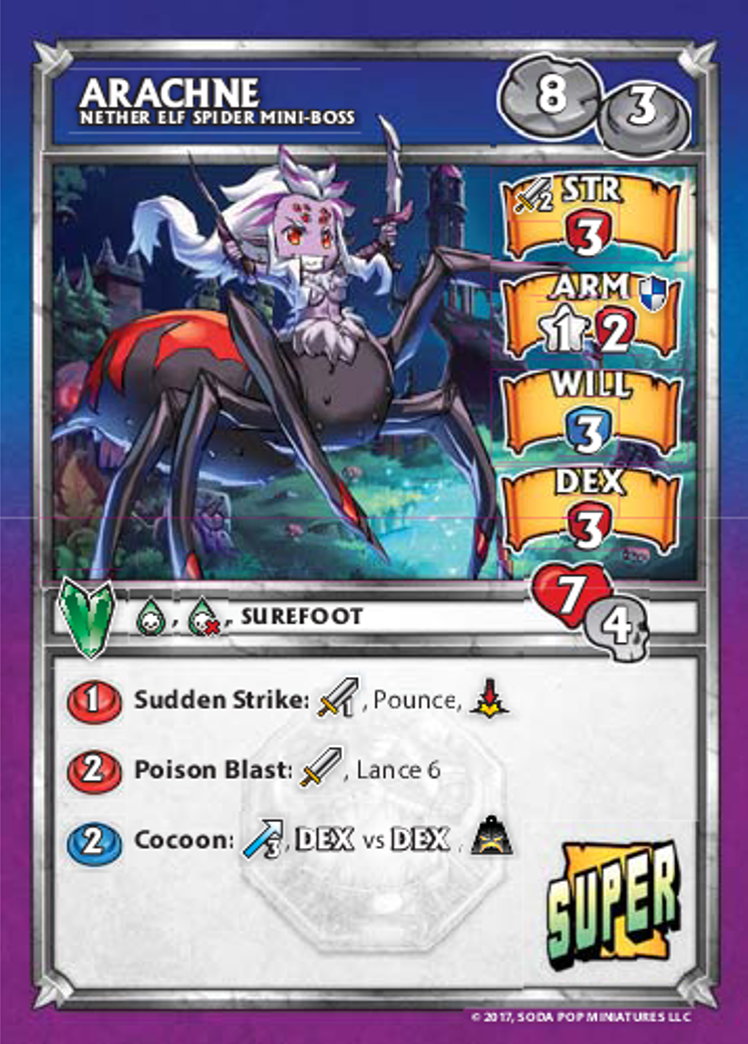 ARACHNE
NETHER ELF SPIDER MINI-BOSS
8 3
2 STR
3
ARM
1 2
WILL
3
DEX
3
7
4
, , SUREFOOT
1 Sudden Strike: 1, Pounce,
2 Poison Blast: , Lance 6
2 Cocoon: 3, DEX vs DEX ,
SUPER
© 2017, SODA POP MINIATURES LLC